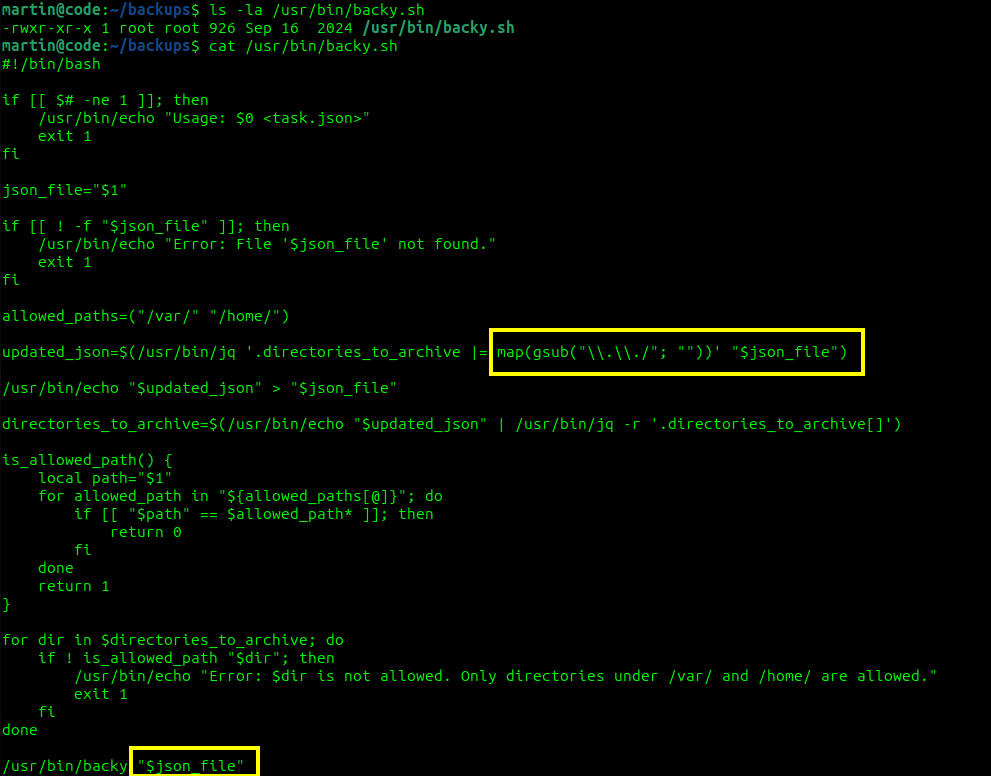 martin@code:~/backups$ ls -la /usr/bin/backy.sh
-rwxr-xr-x 1 root root 926 Sep 16  2024 /usr/bin/backy.sh
martin@code:~/backups$ cat /usr/bin/backy.sh
#!/bin/bash

if [[ $# -ne 1 ]]; then
    /usr/bin/echo "Usage: $0 <task.json>"
    exit 1
fi

json_file="$1"

if [[ ! -f "$json_file" ]]; then
    /usr/bin/echo "Error: File '$json_file' not found."
    exit 1
fi

allowed_paths=("/var/" "/home/")

updated_json=$(/usr/bin/jq '.directories_to_archive |= map(gsub("\\.\\./"; ""))' "$json_file")

/usr/bin/echo "$updated_json" > "$json_file"

directories_to_archive=$(/usr/bin/echo "$updated_json" | /usr/bin/jq -r '.directories_to_archive[]')

is_allowed_path() {
    local path="$1"
    for allowed_path in "${allowed_paths[@]}"; do
        if [[ "$path" == $allowed_path* ]]; then
            return 0
        fi
    done
    return 1
}

for dir in $directories_to_archive; do
    if ! is_allowed_path "$dir"; then
        /usr/bin/echo "Error: $dir is not allowed. Only directories under /var/ and /home/ are allowed."
        exit 1
    fi
done

/usr/bin/backy "$json_file"